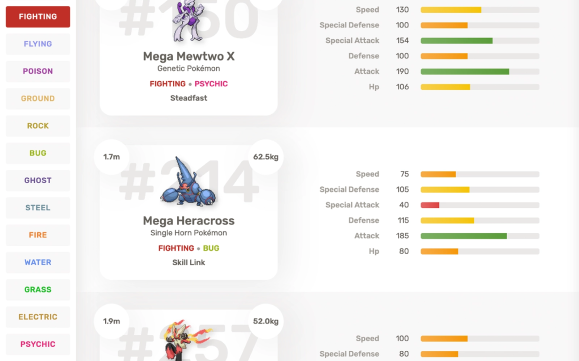 FIGHTING
FLYING
POISON
GROUND
ROCK
BUG
GHOST
STEEL
FIRE
WATER
GRASS
ELECTRIC
PSYCHIC
Mega Mewtwo X
Genetic Pokémon
FIGHTING • PSYCHIC
Steadfast
Speed 130
Special Defense 100
Special Attack 154
Defense 100
Attack 190
Hp 106
1.7m 62.5kg
#214
Mega Heracross
Single Horn Pokémon
FIGHTING • BUG
Skill Link
Speed 75
Special Defense 105
Special Attack 40
Defense 115
Attack 185
Hp 80
1.9m 52.0kg
#257
Speed 100
Special Defense 80